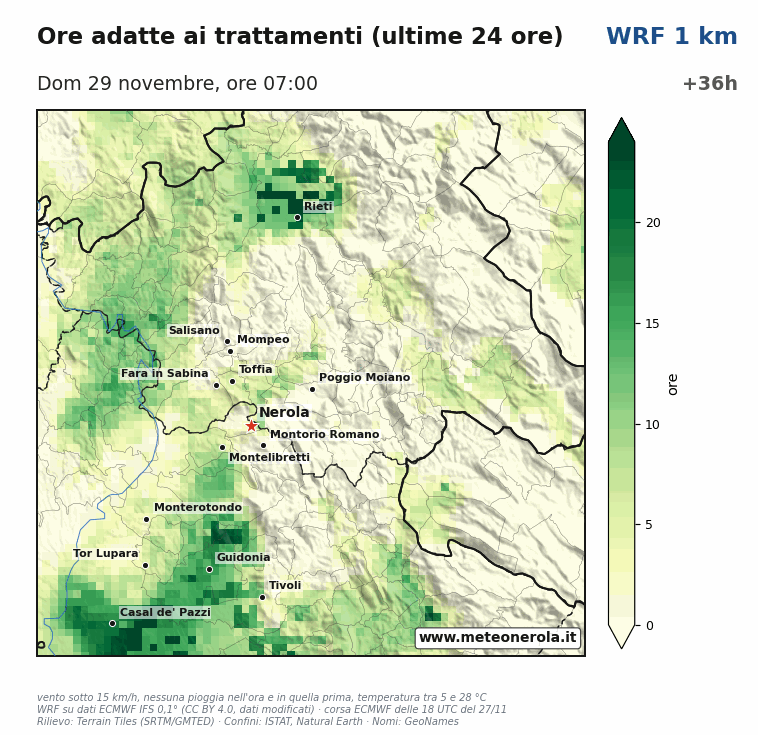 Ore adatte ai trattamenti (ultime 24 ore)
WRF 1 km
Dom 29 novembre, ore 07:00
+36h
Rieti
Salisano
Mompeo
Toffia
Fara in Sabina
Poggio Moiano
Nerola
Montorio Romano
Montelibretti
Monterotondo
Tor Lupara
Guidonia
Tivoli
Casal de' Pazzi
www.meteonerola.it
20
15
10
5
0
ore
vento sotto 15 km/h, nessuna pioggia nell'ora e in quella prima, temperatura tra 5 e 28 °C
WRF su dati ECMWF IFS 0,1° (CC BY 4.0, dati modificati) · corsa ECMWF delle 18 UTC del 27/11
Rilievo: Terrain Tiles (SRTM/GMTED) · Confini: ISTAT, Natural Earth · Nomi: GeoNames